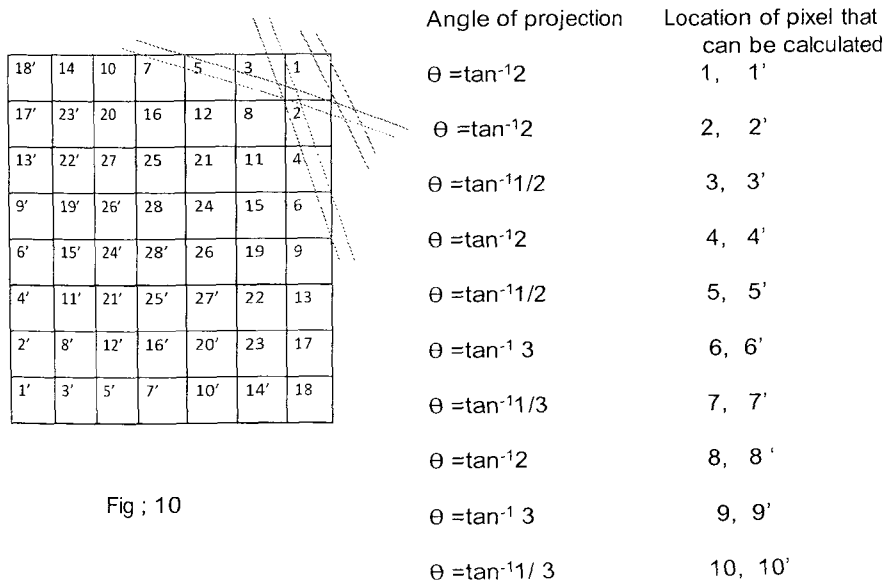 18' 14 10 7 5 3 1
17' 23' 20 16 12 8 2
13' 22' 27 25 21 11 4
9' 19' 26' 28 24 15 6
6' 15' 24' 28' 26 19 9
4' 11' 21' 25' 27' 22 13
2' 8' 12' 16' 20' 23 17
1' 3' 5' 7' 10' 14' 18
Fig ; 10
Angle of projection Location of pixel that
can be calculated
θ =tan-12 1, 1'
θ =tan-12 2, 2'
θ =tan-11/2 3, 3'
θ =tan-12 4, 4'
θ =tan-11/2 5, 5'
θ =tan-1 3 6, 6'
θ =tan-11/3 7, 7'
θ =tan-12 8, 8 '
θ =tan-1 3 9, 9'
θ =tan-11/ 3 10, 10'